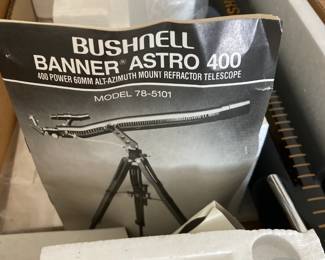 BUSHNELL
BANNER® ASTRO 400
400 POWER 60MM ALT-AZIMUTH MOUNT REFRACTOR TELESCOPE
MODEL 78-5101